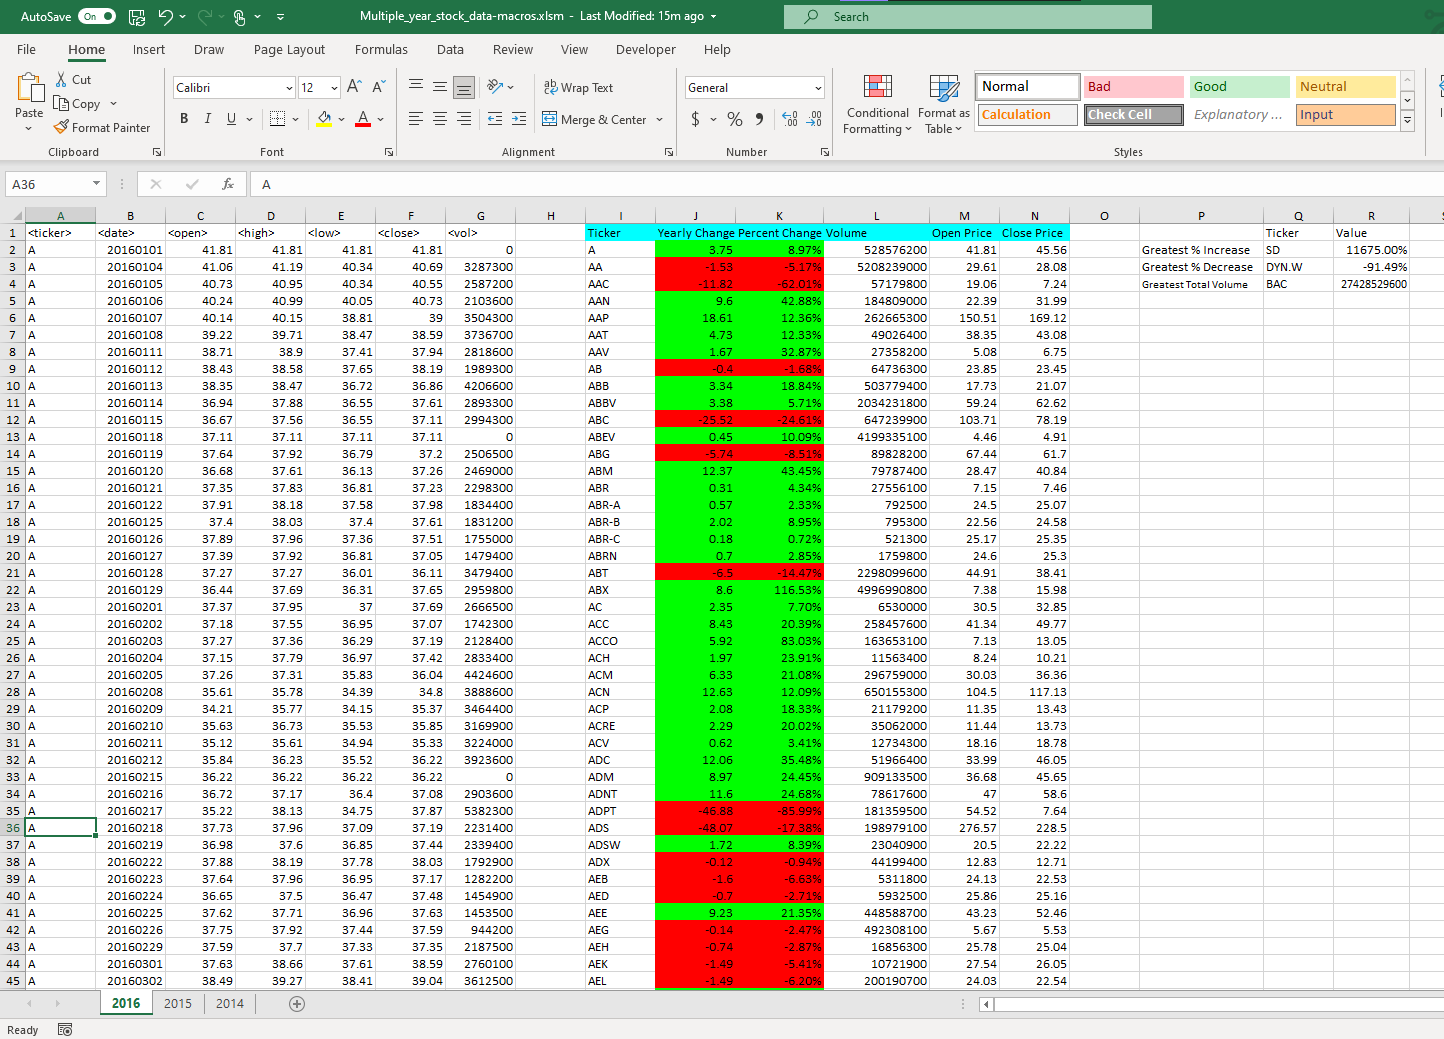 AutoSave On Multiple_year_stock_data-macros.xlsm - Last Modified: 15m ago Search
File Home Insert Draw Page Layout Formulas Data Review View Developer Help
Paste
Cut
Copy
Format Painter
Clipboard
Calibri 12
B I U
Font
Wrap Text
Merge & Center
Alignment
General
$ %
Number
Conditional Formatting
Format as Table
Normal Bad Good Neutral
Calculation Check Cell Explanatory ... Input
Styles
A36 fx A
A B C D E F G H I J K L M N O P Q R
1 <ticker> <date> <open> <high> <low> <close> <vol> Ticker Yearly Change Percent Change Volume Open Price Close Price Ticker Value
2 A 20160101 41.81 41.81 41.81 41.81 0 A 3.75 8.97% 528576200 41.81 45.56 Greatest % Increase SD 11675.00%
3 A 20160104 41.06 41.19 40.34 40.69 3287300 AA -1.53 -5.17% 5208239000 29.61 28.08 Greatest % Decrease DYN.W -91.49%
4 A 20160105 40.73 40.95 40.34 40.55 2587200 AAC -11.82 -62.01% 57179800 19.06 7.24 Greatest Total Volume BAC 27428529600
5 A 20160106 40.24 40.99 40.05 40.73 2103600 AAN 9.6 42.88% 184809000 22.39 31.99
6 A 20160107 40.14 40.15 38.81 39 3504300 AAP 18.61 12.36% 262665300 150.51 169.12
7 A 20160108 39.22 39.71 38.47 38.59 3736700 AAT 4.73 12.33% 49026400 38.35 43.08
8 A 20160111 38.71 38.9 37.41 37.94 2818600 AAV 1.67 32.87% 27358200 5.08 6.75
9 A 20160112 38.43 38.58 37.65 38.19 1989300 AB -0.4 -1.68% 64736300 23.85 23.45
10 A 20160113 38.35 38.47 36.72 36.86 4206600 ABB 3.34 18.84% 503779400 17.73 21.07
11 A 20160114 36.94 37.88 36.55 37.61 2893300 ABBV 3.38 5.71% 2034231800 59.24 62.62
12 A 20160115 36.67 37.56 36.55 37.11 2994300 ABC -25.52 -24.61% 647239900 103.71 78.19
13 A 20160118 37.11 37.11 37.11 37.11 0 ABEV 0.45 10.09% 4199335100 4.46 4.91
14 A 20160119 37.64 37.92 36.79 37.2 2506500 ABG -5.74 -8.51% 89828200 67.44 61.7
15 A 20160120 36.68 37.61 36.13 37.26 2469000 ABM 12.37 43.45% 79787400 28.47 40.84
16 A 20160121 37.35 37.83 36.81 37.23 2298300 ABR 0.31 4.34% 27556100 7.15 7.46
17 A 20160122 37.91 38.18 37.58 37.98 1834400 ABR-A 0.57 2.33% 792500 24.5 25.07
18 A 20160125 37.4 38.03 37.4 37.61 1831200 ABR-B 2.02 8.95% 795300 22.56 24.58
19 A 20160126 37.89 37.96 37.36 37.51 1755000 ABR-C 0.18 0.72% 521300 25.17 25.35
20 A 20160127 37.39 37.92 36.81 37.05 1479400 ABRN 0.7 2.85% 1759800 24.6 25.3
21 A 20160128 37.27 37.27 36.01 36.11 3479400 ABT -6.5 -14.47% 2298099600 44.91 38.41
22 A 20160129 36.44 37.69 36.31 37.65 2959800 ABX 8.6 116.53% 4996990800 7.38 15.98
23 A 20160201 37.37 37.95 37 37.69 2666500 AC 2.35 7.70% 6530000 30.5 32.85
24 A 20160202 37.18 37.55 36.95 37.07 1742300 ACC 8.43 20.39% 258457600 41.34 49.77
25 A 20160203 37.27 37.36 36.29 37.19 2128400 ACCO 5.92 83.03% 163653100 7.13 13.05
26 A 20160204 37.15 37.79 36.97 37.42 2833400 ACH 1.97 23.91% 11563400 8.24 10.21
27 A 20160205 37.26 37.31 35.83 36.04 4424600 ACM 6.33 21.08% 296759000 30.03 36.36
28 A 20160208 35.61 35.78 34.39 34.8 3888600 ACN 12.63 12.09% 650155300 104.5 117.13
29 A 20160209 34.21 35.77 34.15 35.37 3464400 ACP 2.08 18.33% 21179200 11.35 13.43
30 A 20160210 35.63 36.73 35.53 35.85 3169900 ACRE 2.29 20.02% 35062000 11.44 13.73
31 A 20160211 35.12 35.61 34.94 35.33 3224000 ACV 0.62 3.41% 12734300 18.16 18.78
32 A 20160212 35.84 36.23 35.52 36.22 3923600 ADC 12.06 35.48% 51966400 33.99 46.05
33 A 20160215 36.22 36.22 36.22 36.22 0 ADM 8.97 24.45% 909133500 36.68 45.65
34 A 20160216 36.72 37.17 36.4 37.08 2903600 ADNT 11.6 24.68% 78617600 47 58.6
35 A 20160217 35.22 38.13 34.75 37.87 5382300 ADPT -46.88 -85.99% 181359500 54.52 7.64
36 A 20160218 37.73 37.96 37.09 37.19 2231400 ADS -48.07 -17.38% 198979100 276.57 228.5
37 A 20160219 36.98 37.6 36.85 37.44 2339400 ADSW 1.72 8.39% 23040900 20.5 22.22
38 A 20160222 37.88 38.19 37.78 38.03 1792900 ADX -0.12 -0.94% 44199400 12.83 12.71
39 A 20160223 37.64 37.96 36.95 37.17 1282200 AEB -1.6 -6.63% 5311800 24.13 22.53
40 A 20160224 36.65 37.5 36.47 37.48 1454900 AED -0.7 -2.71% 5932500 25.86 25.16
41 A 20160225 37.62 37.71 36.96 37.63 1453500 AEE 9.23 21.35% 448588700 43.23 52.46
42 A 20160226 37.75 37.92 37.44 37.59 944200 AEG -0.14 -2.47% 492308100 5.67 5.53
43 A 20160229 37.59 37.7 37.33 37.35 2187500 AEH -0.74 -2.87% 16856300 25.78 25.04
44 A 20160301 37.63 38.66 37.61 38.59 2760100 AEK -1.49 -5.41% 10721900 27.54 26.05
45 A 20160302 38.49 39.27 38.41 39.04 3612500 AEL -1.49 -6.20% 200190700 24.03 22.54
2016 2015 2014
Ready